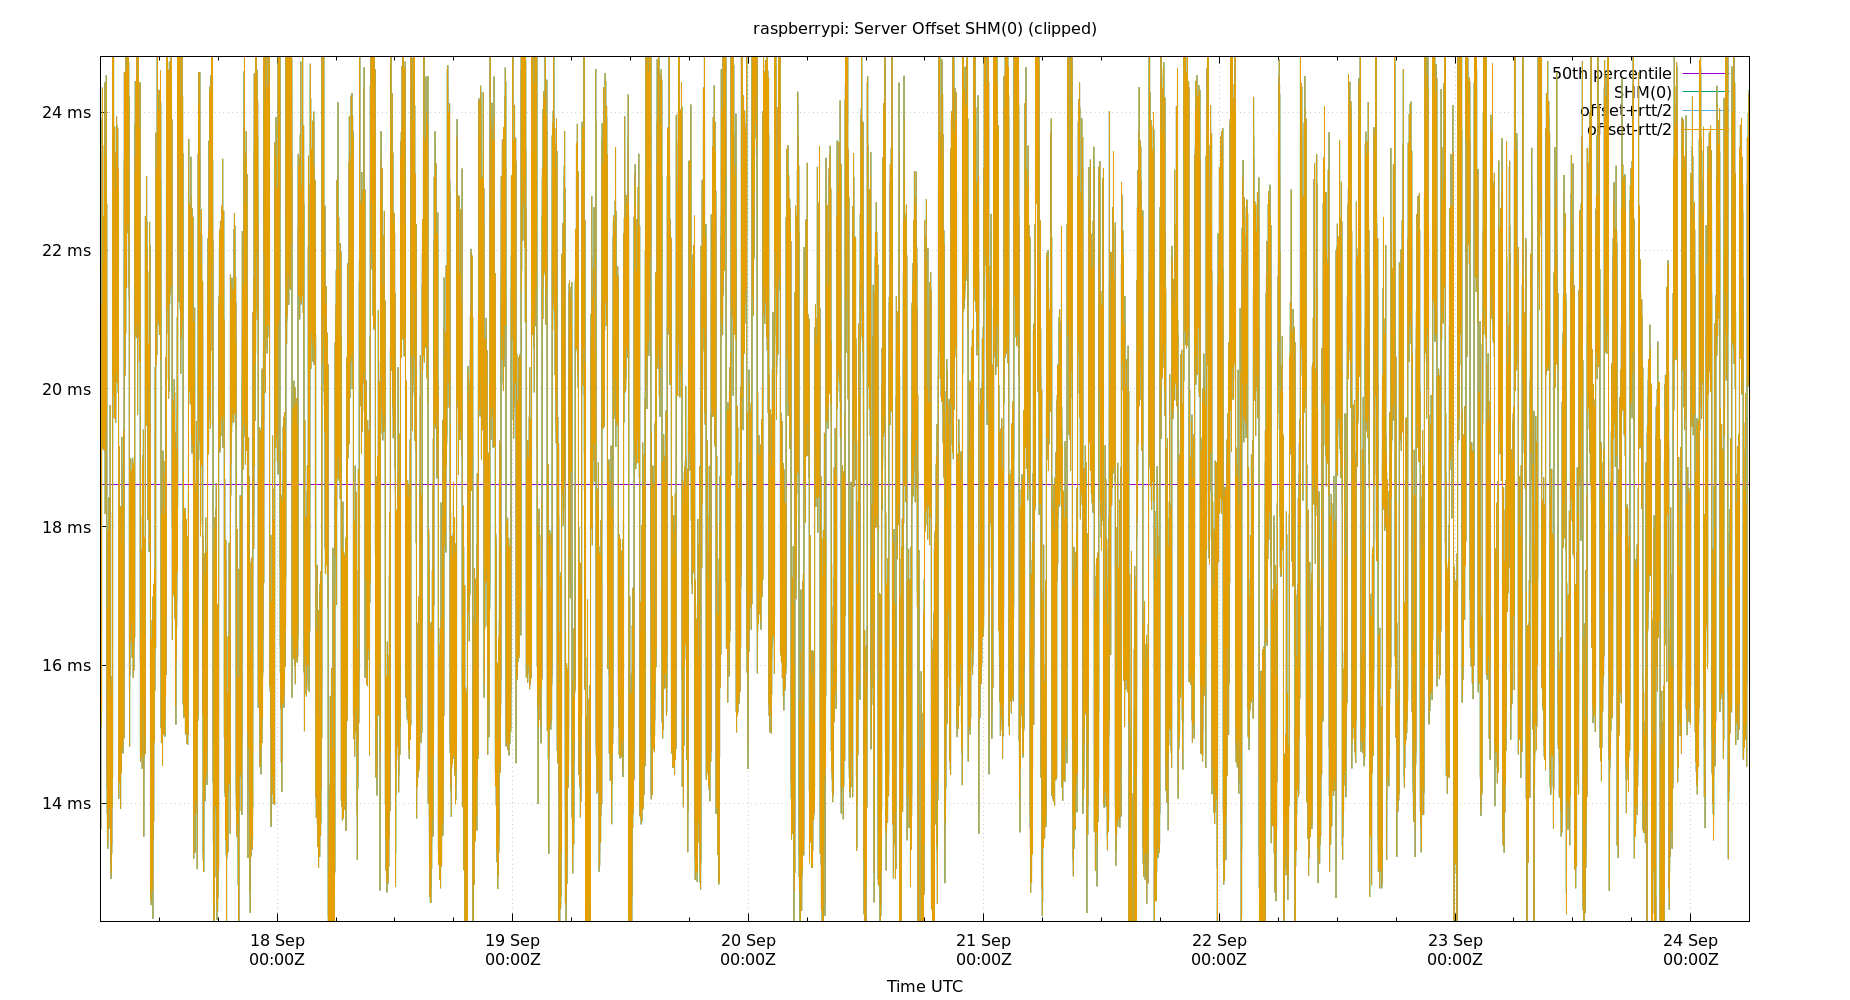 raspberrypi: Server Offset SHM(0) (clipped)
50th percentile
SHM(0)
offset+rtt/2
offset-rtt/2
24 ms
22 ms
20 ms
18 ms
16 ms
14 ms
18 Sep
00:00Z
19 Sep
00:00Z
20 Sep
00:00Z
21 Sep
00:00Z
22 Sep
00:00Z
23 Sep
00:00Z
24 Sep
00:00Z
Time UTC